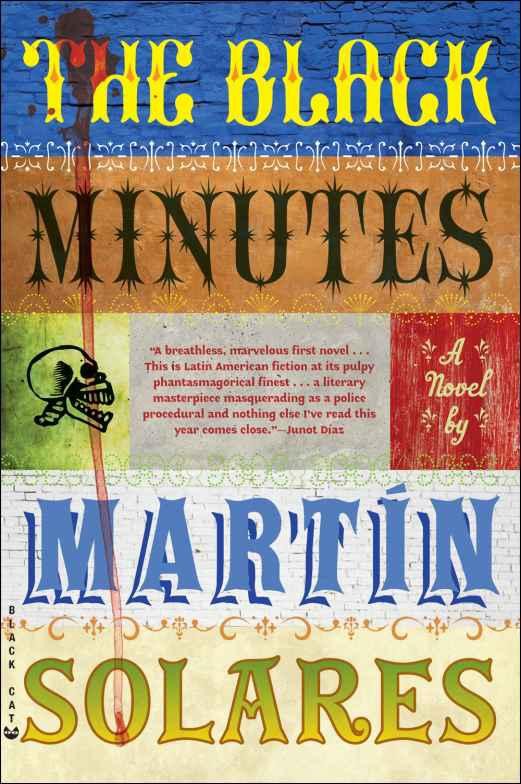 THE BLACK
MINUTES
“A breathless, marvelous first novel . . .
This is Latin American fiction at its pulpy
phantasmagorical finest . . . a literary
masterpiece masquerading as a police
procedural and nothing else I’ve read this
year comes close.”—Junot Díaz
A
Novel
by
MARTÍN
SOLARES
BLACK CAT